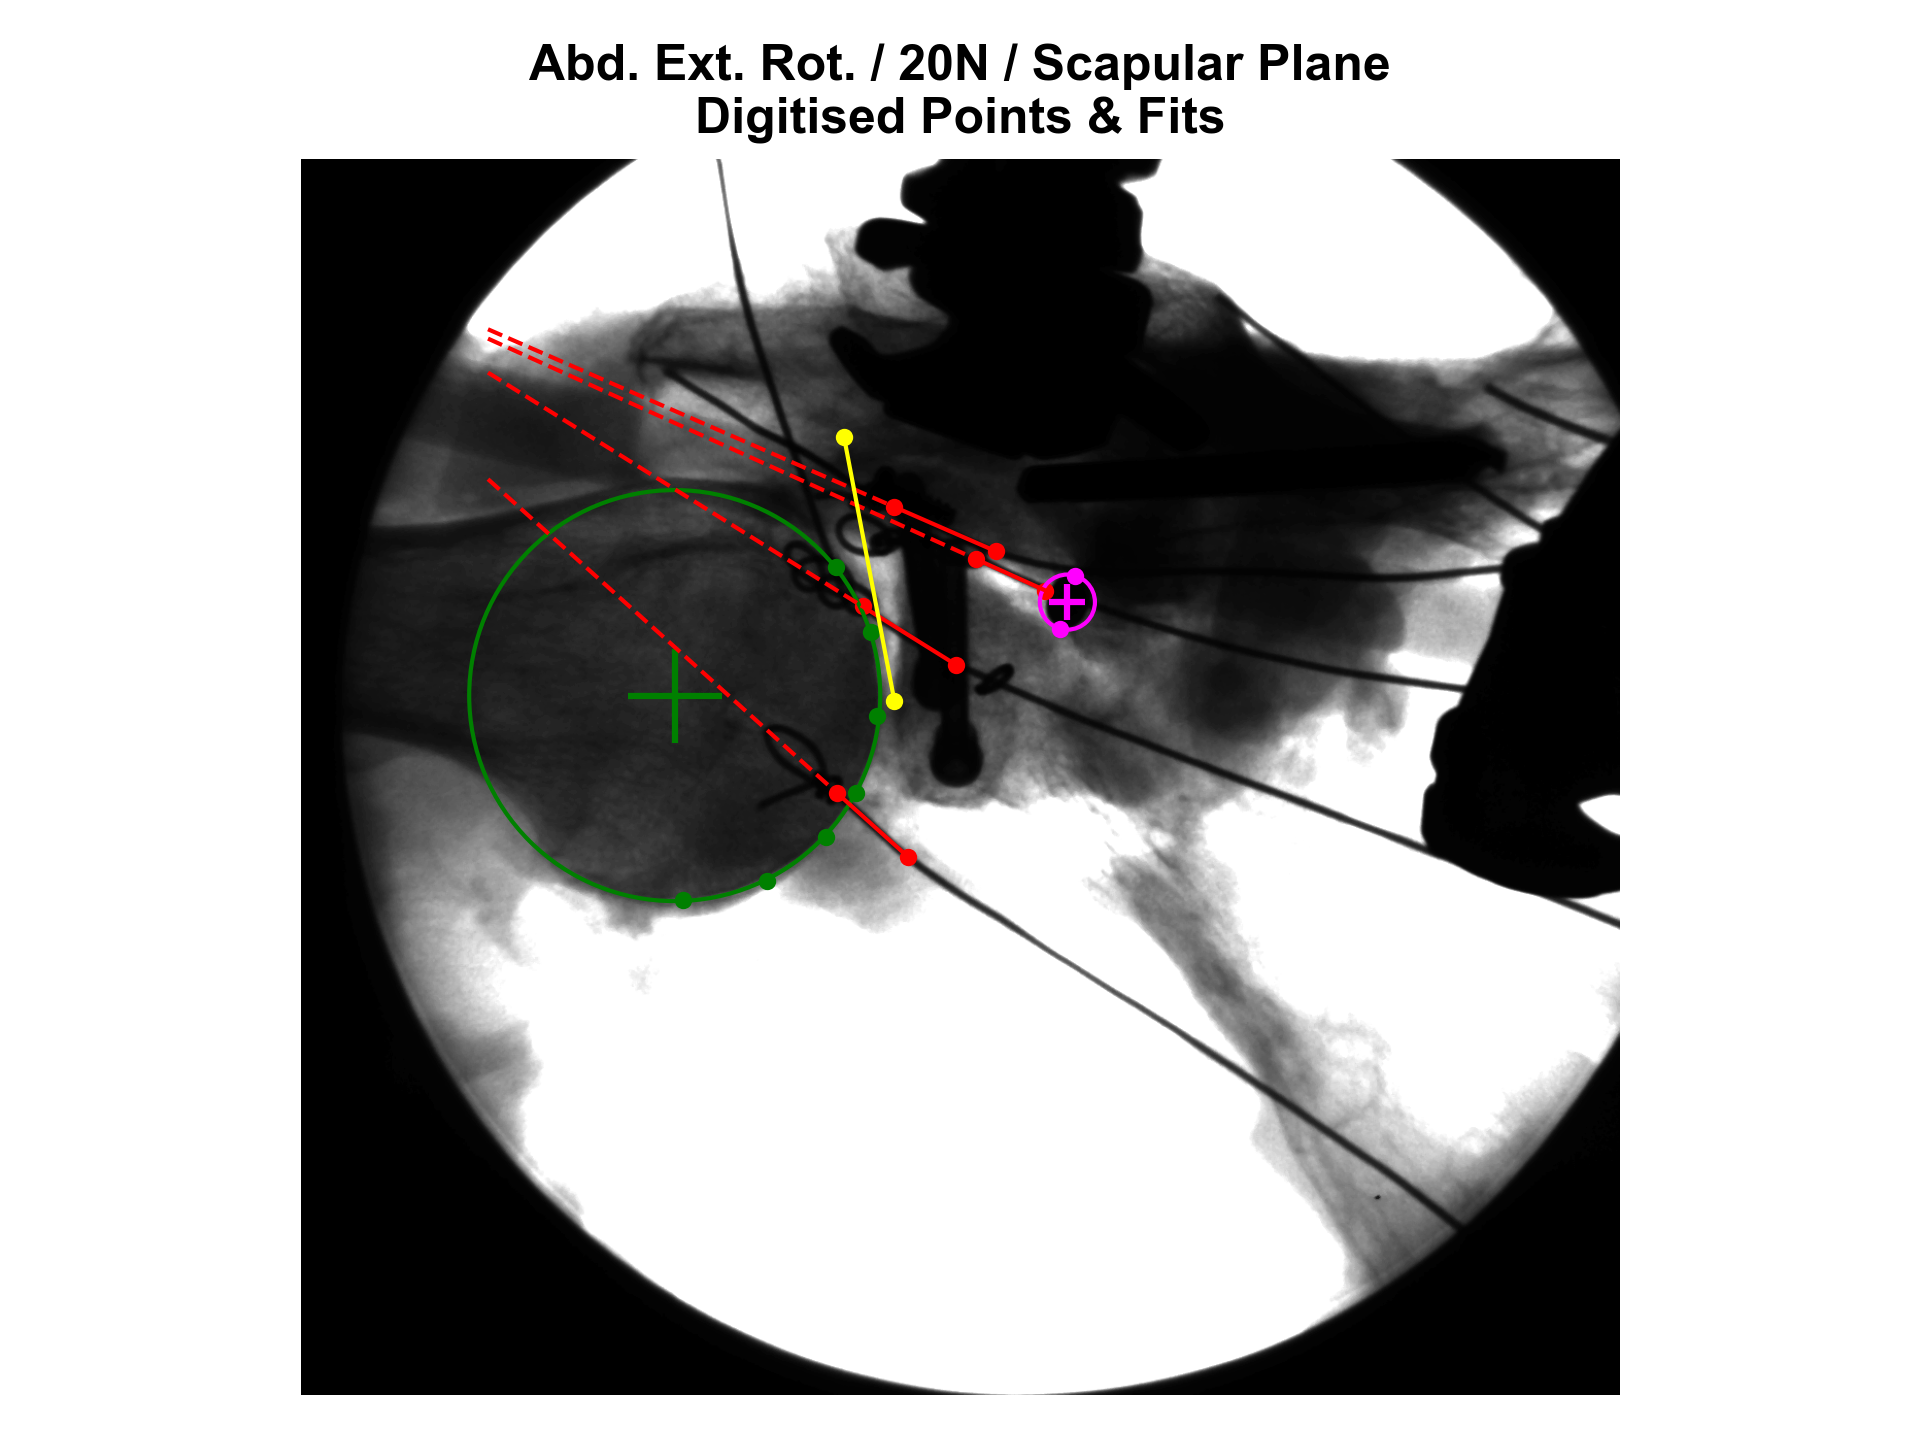 Abd. Ext. Rot. / 20N / Scapular Plane
Digitised Points & Fits